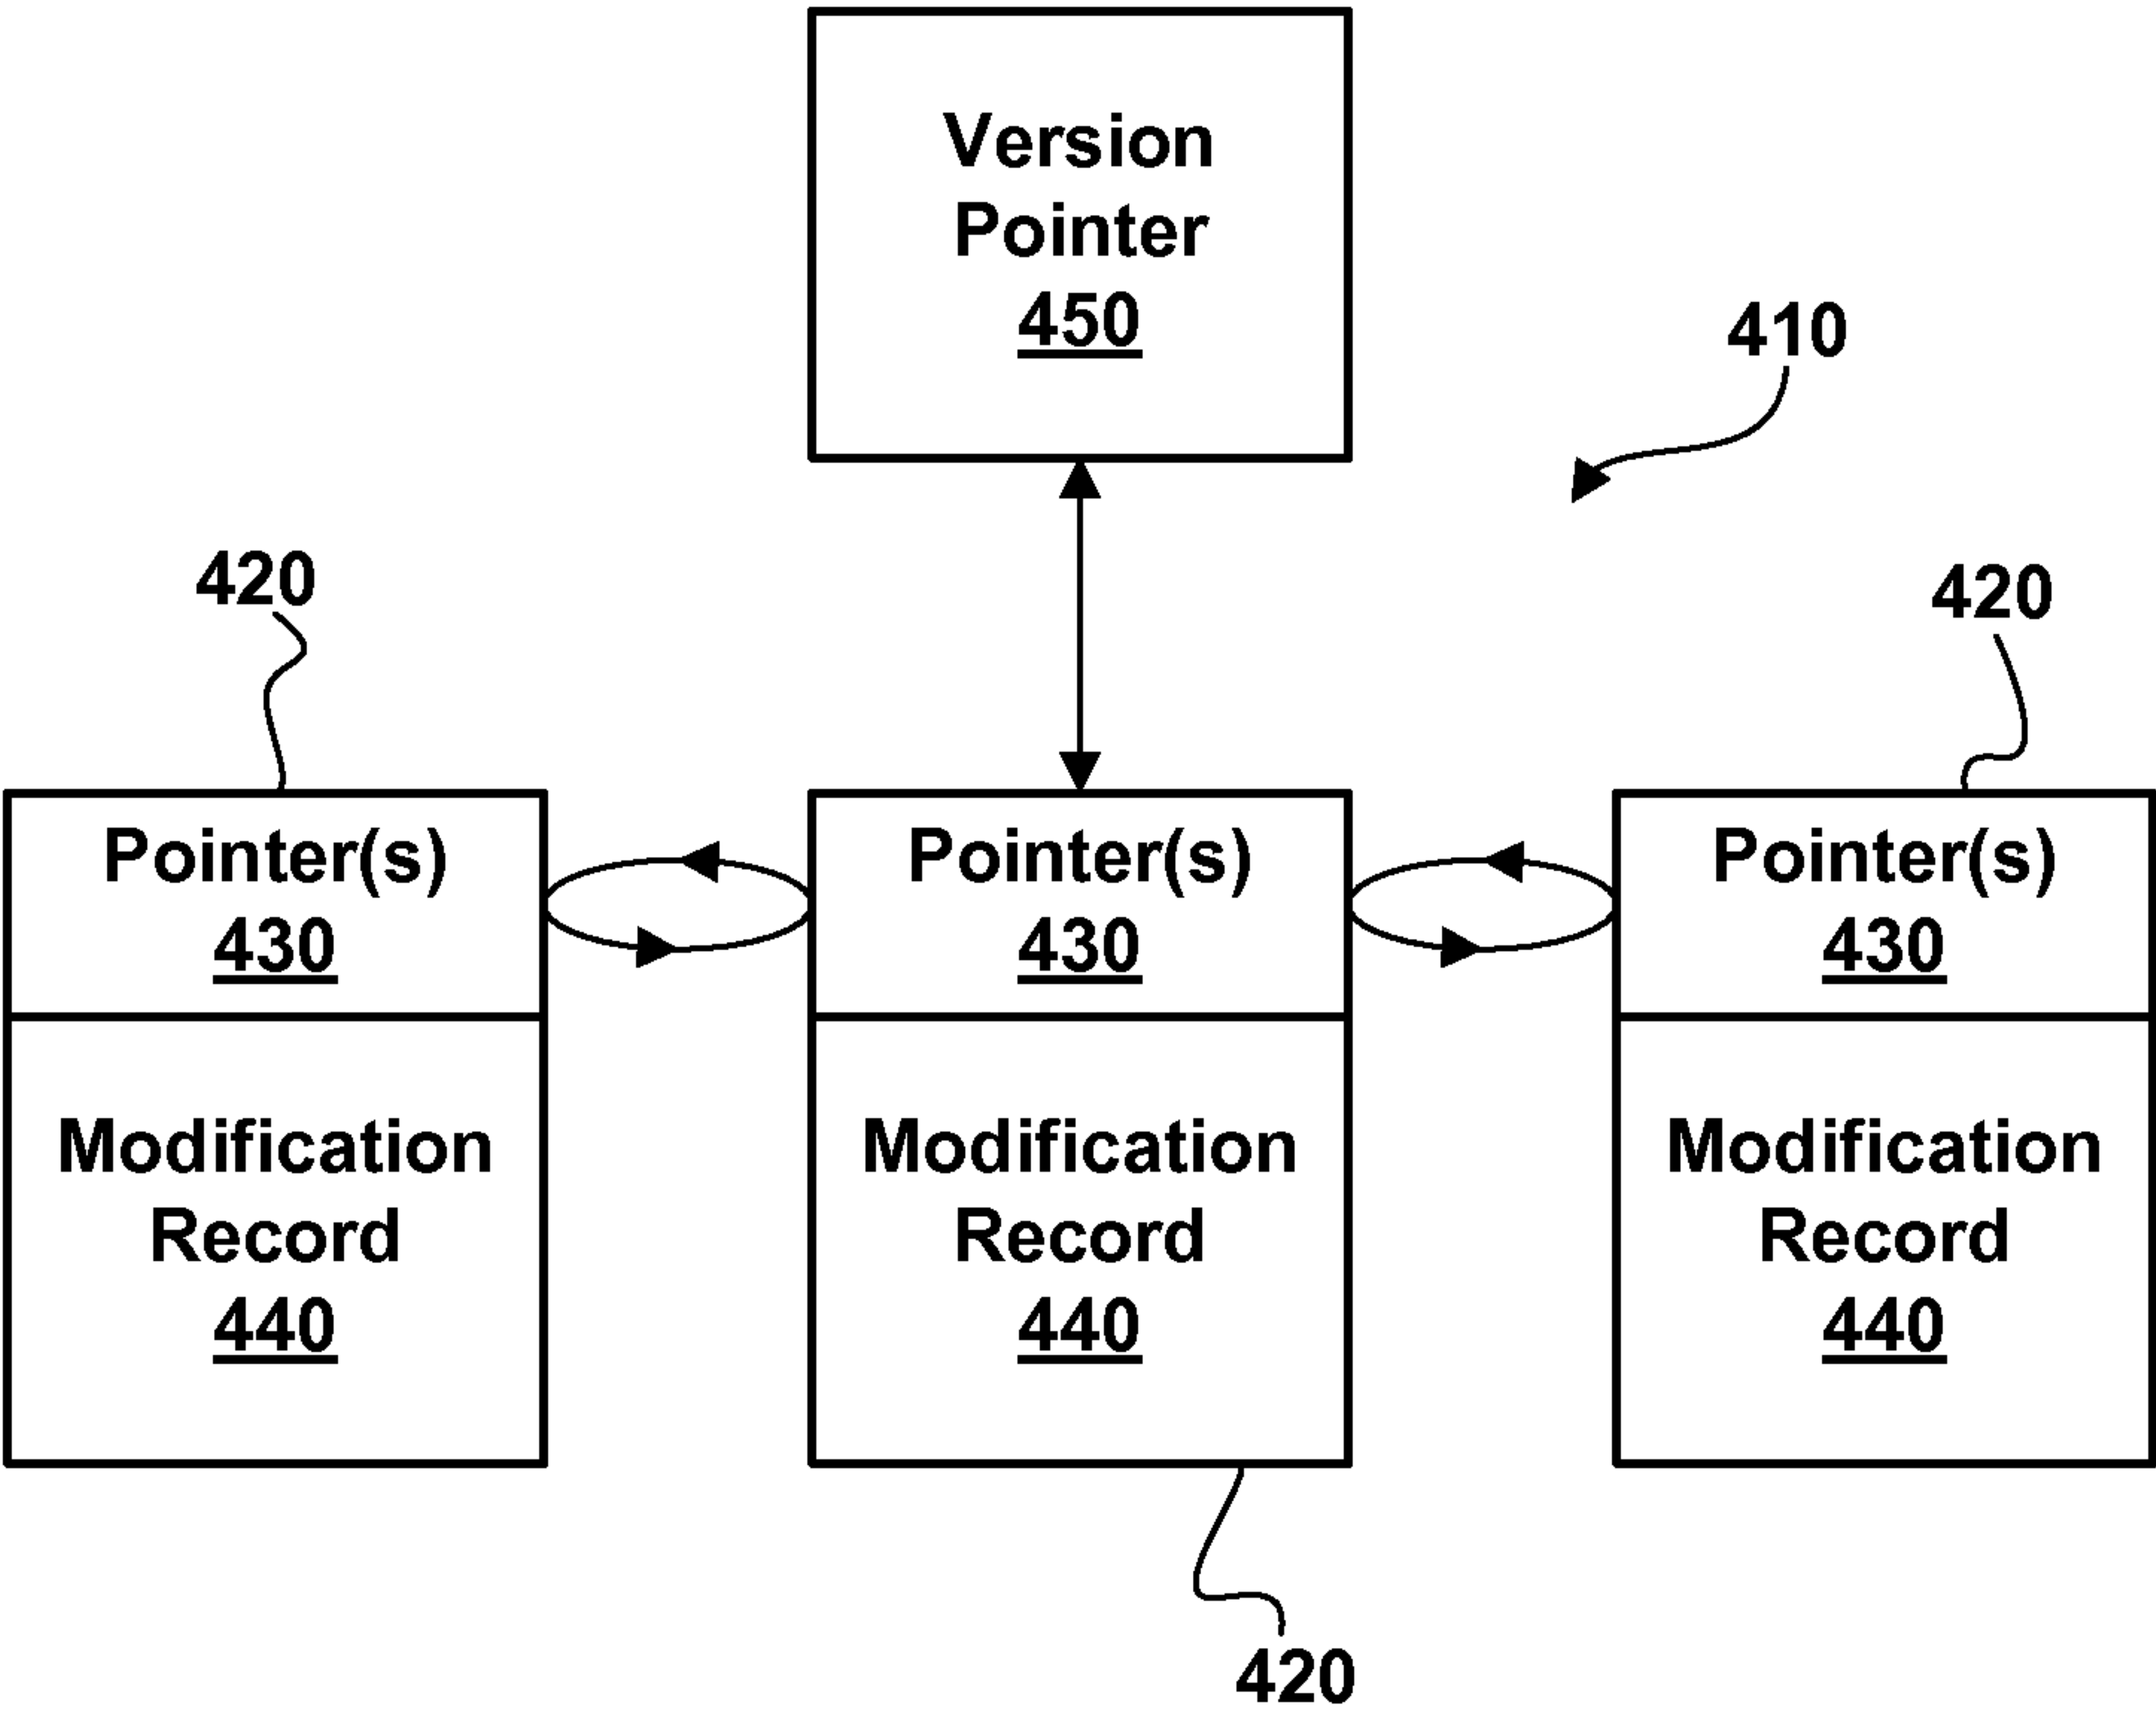 Version
Pointer
450
410
420
420
Pointer(s)
430
Modification
Record
440
Pointer(s)
430
Modification
Record
440
Pointer(s)
430
Modification
Record
440
420